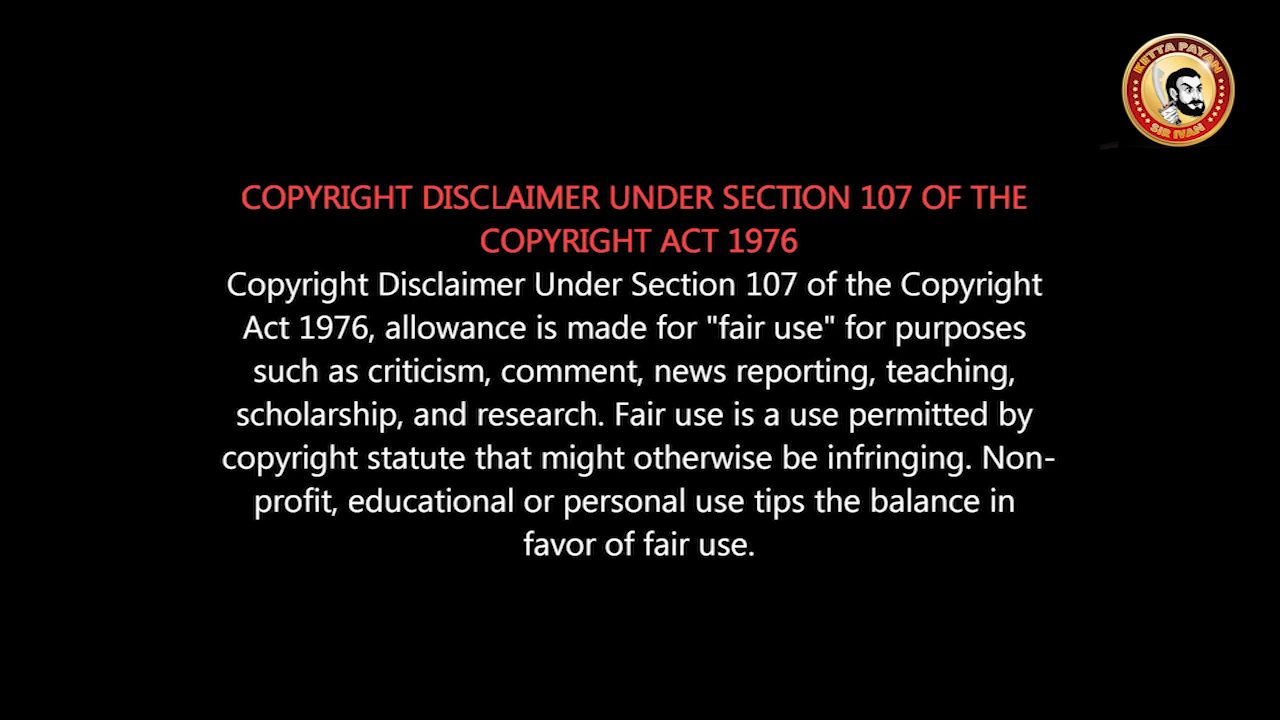 KETTA PAYAN
SIR IVAN
COPYRIGHT DISCLAIMER UNDER SECTION 107 OF THE
COPYRIGHT ACT 1976
Copyright Disclaimer Under Section 107 of the Copyright
Act 1976, allowance is made for "fair use" for purposes
such as criticism, comment, news reporting, teaching,
scholarship, and research. Fair use is a use permitted by
copyright statute that might otherwise be infringing. Non-
profit, educational or personal use tips the balance in
favor of fair use.